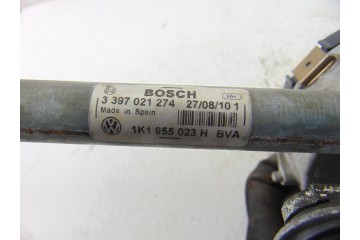 BOSCH
3 397 021 274 27/08/10 1
Made in Spain
1K1 955 023 H BVA